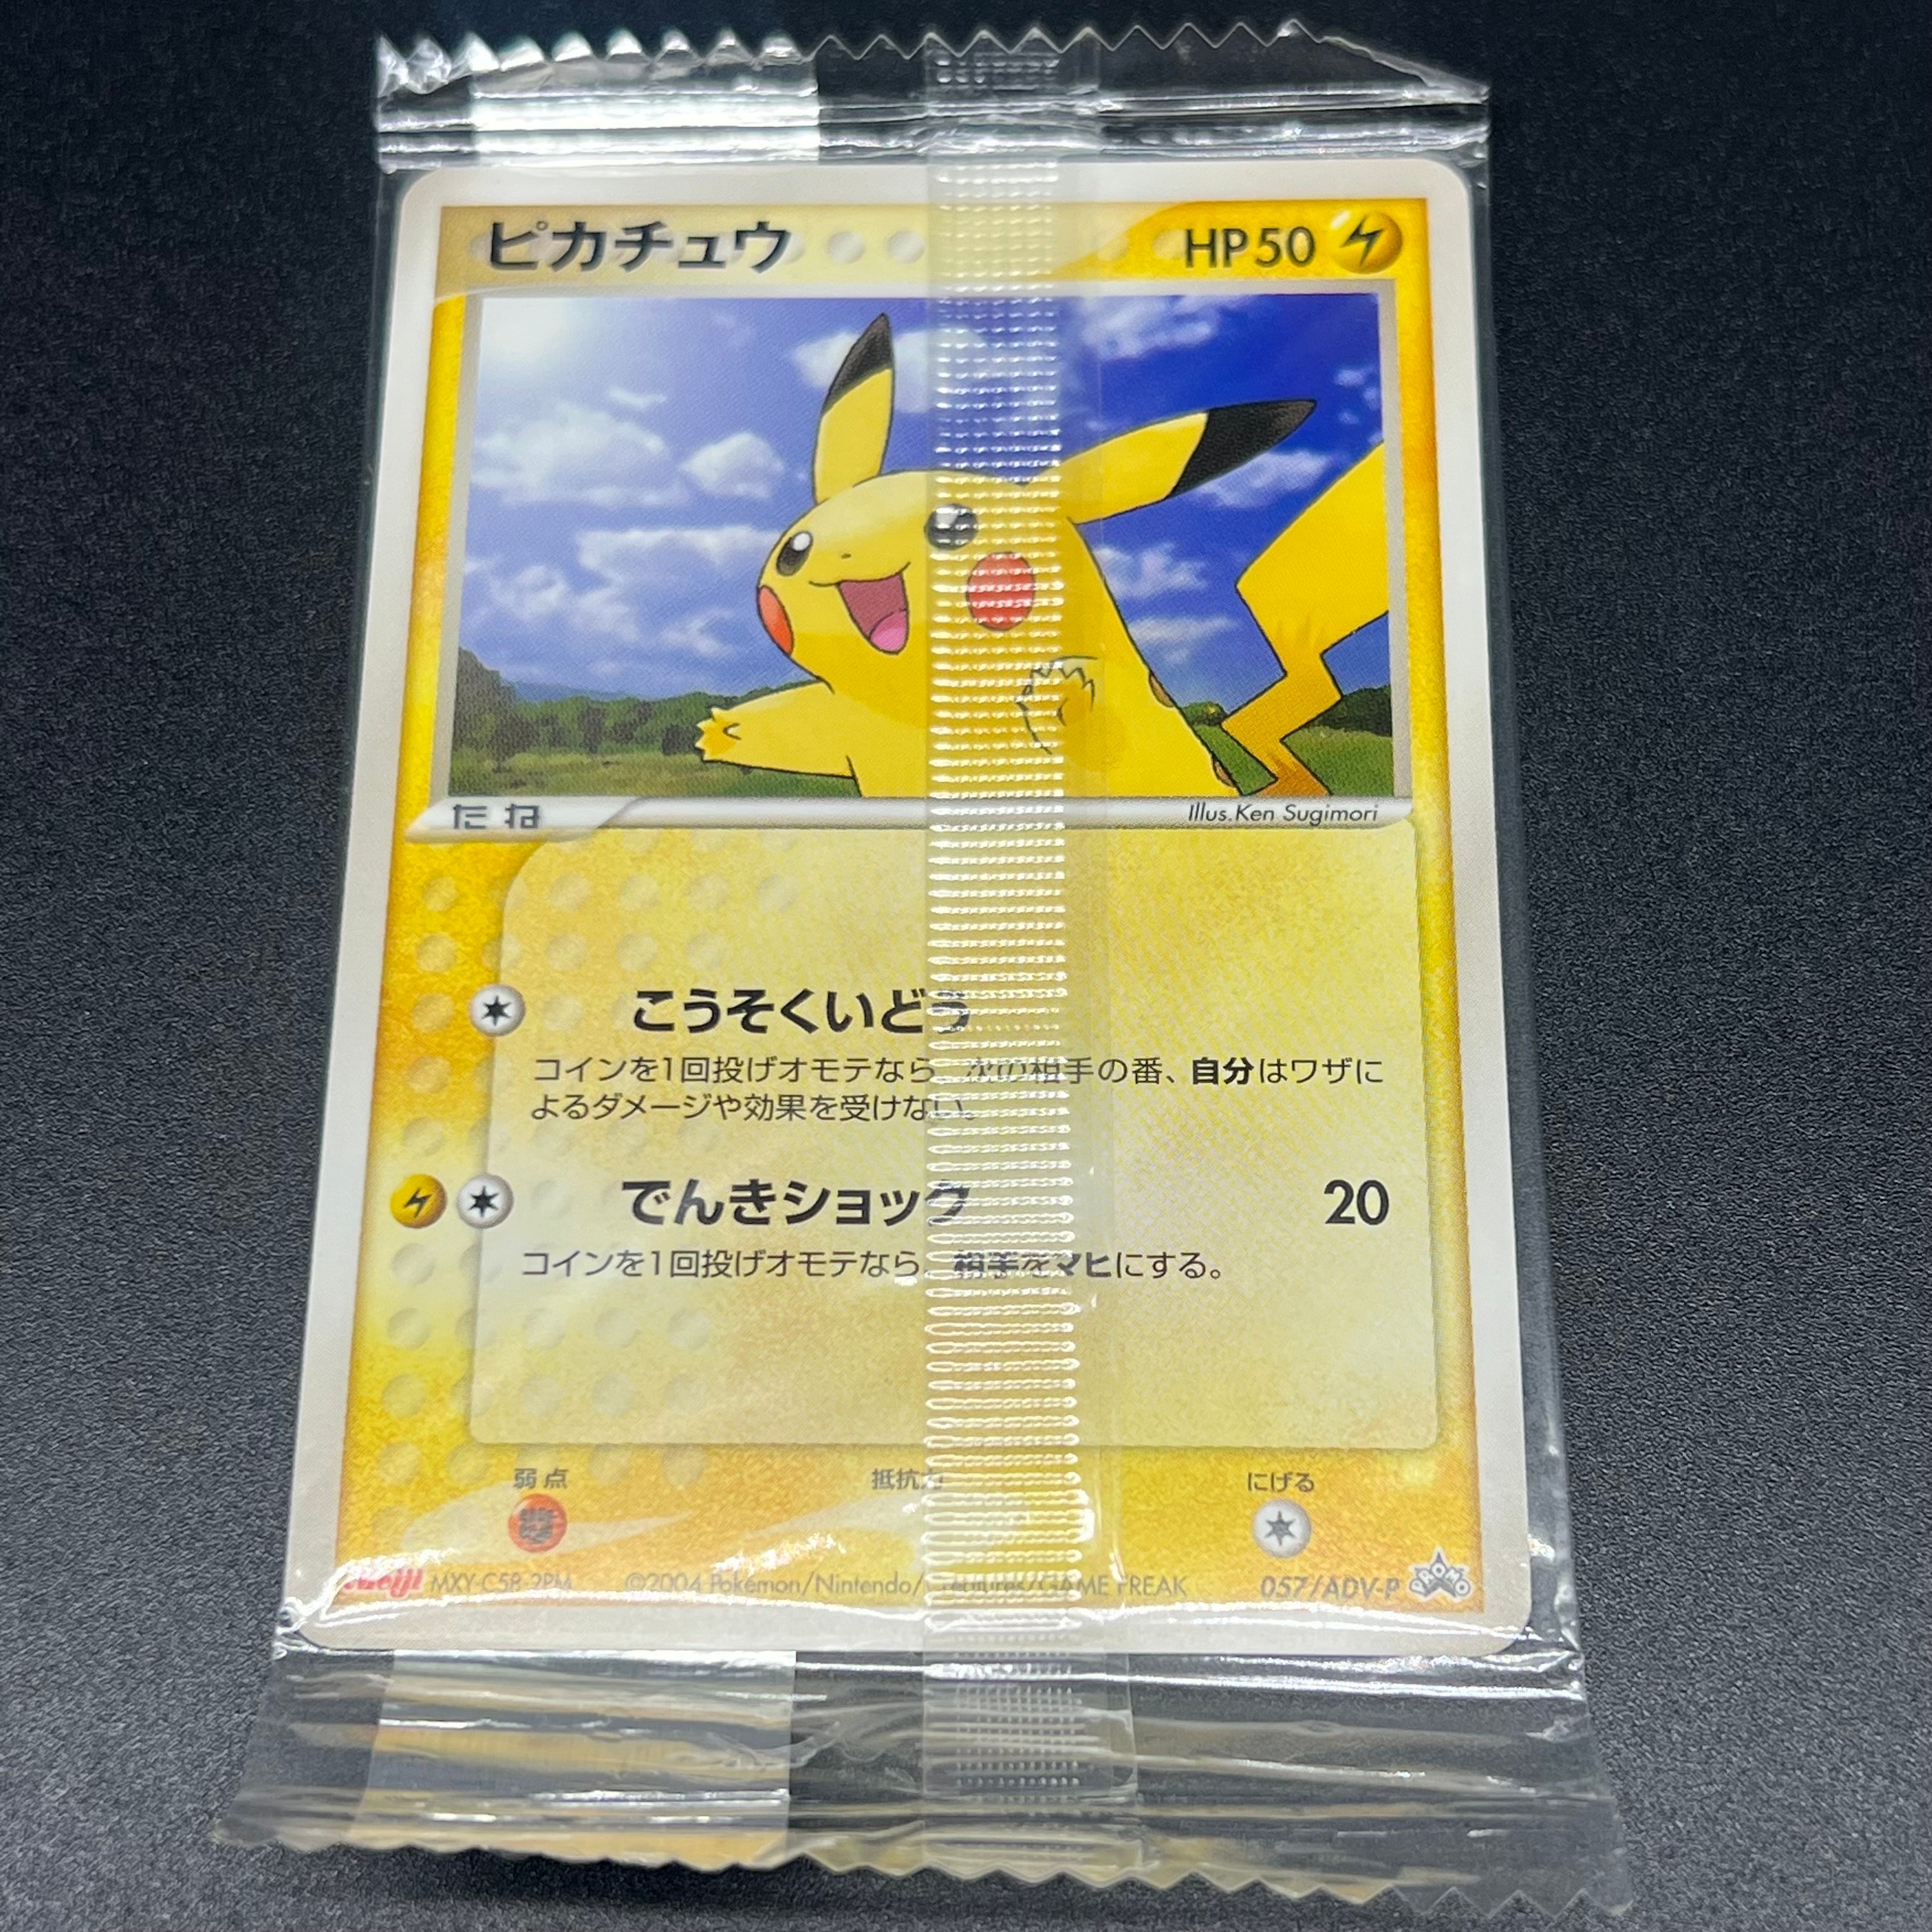 ピカチュウ HP50
たね Illus.Ken Sugimori
こうそくいどう
コインを1回投げオモテなら、次の相手の番、自分はワザに
よるダメージや効果を受けない。
でんきショック 20
コインを1回投げオモテなら、相手をマヒにする。
弱点 抵抗力 にげる
meiji MXY-C58-2PM ©2004 Pokémon/Nintendo/Creatures/GAME FREAK 057/ADV-P PROMO